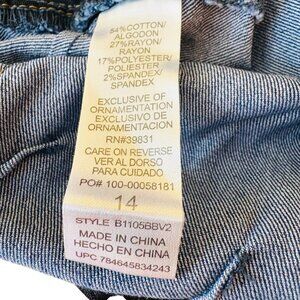 54%COTTON/
ALGODON
27%RAYON/
RAYON
17%POLYESTER/
POLIESTER
2%SPANDEX/
SPANDEX
EXCLUSIVE OF
ORNAMENTATION
EXCLUSIVO DE
ORNAMENTACION
RN#39831
CARE ON REVERSE
VER AL DORSO
PARA CUIDADO
PO# 100-00058181
14
STYLE B1105BBV2
MADE IN CHINA
HECHO EN CHINA
UPC 784645834243